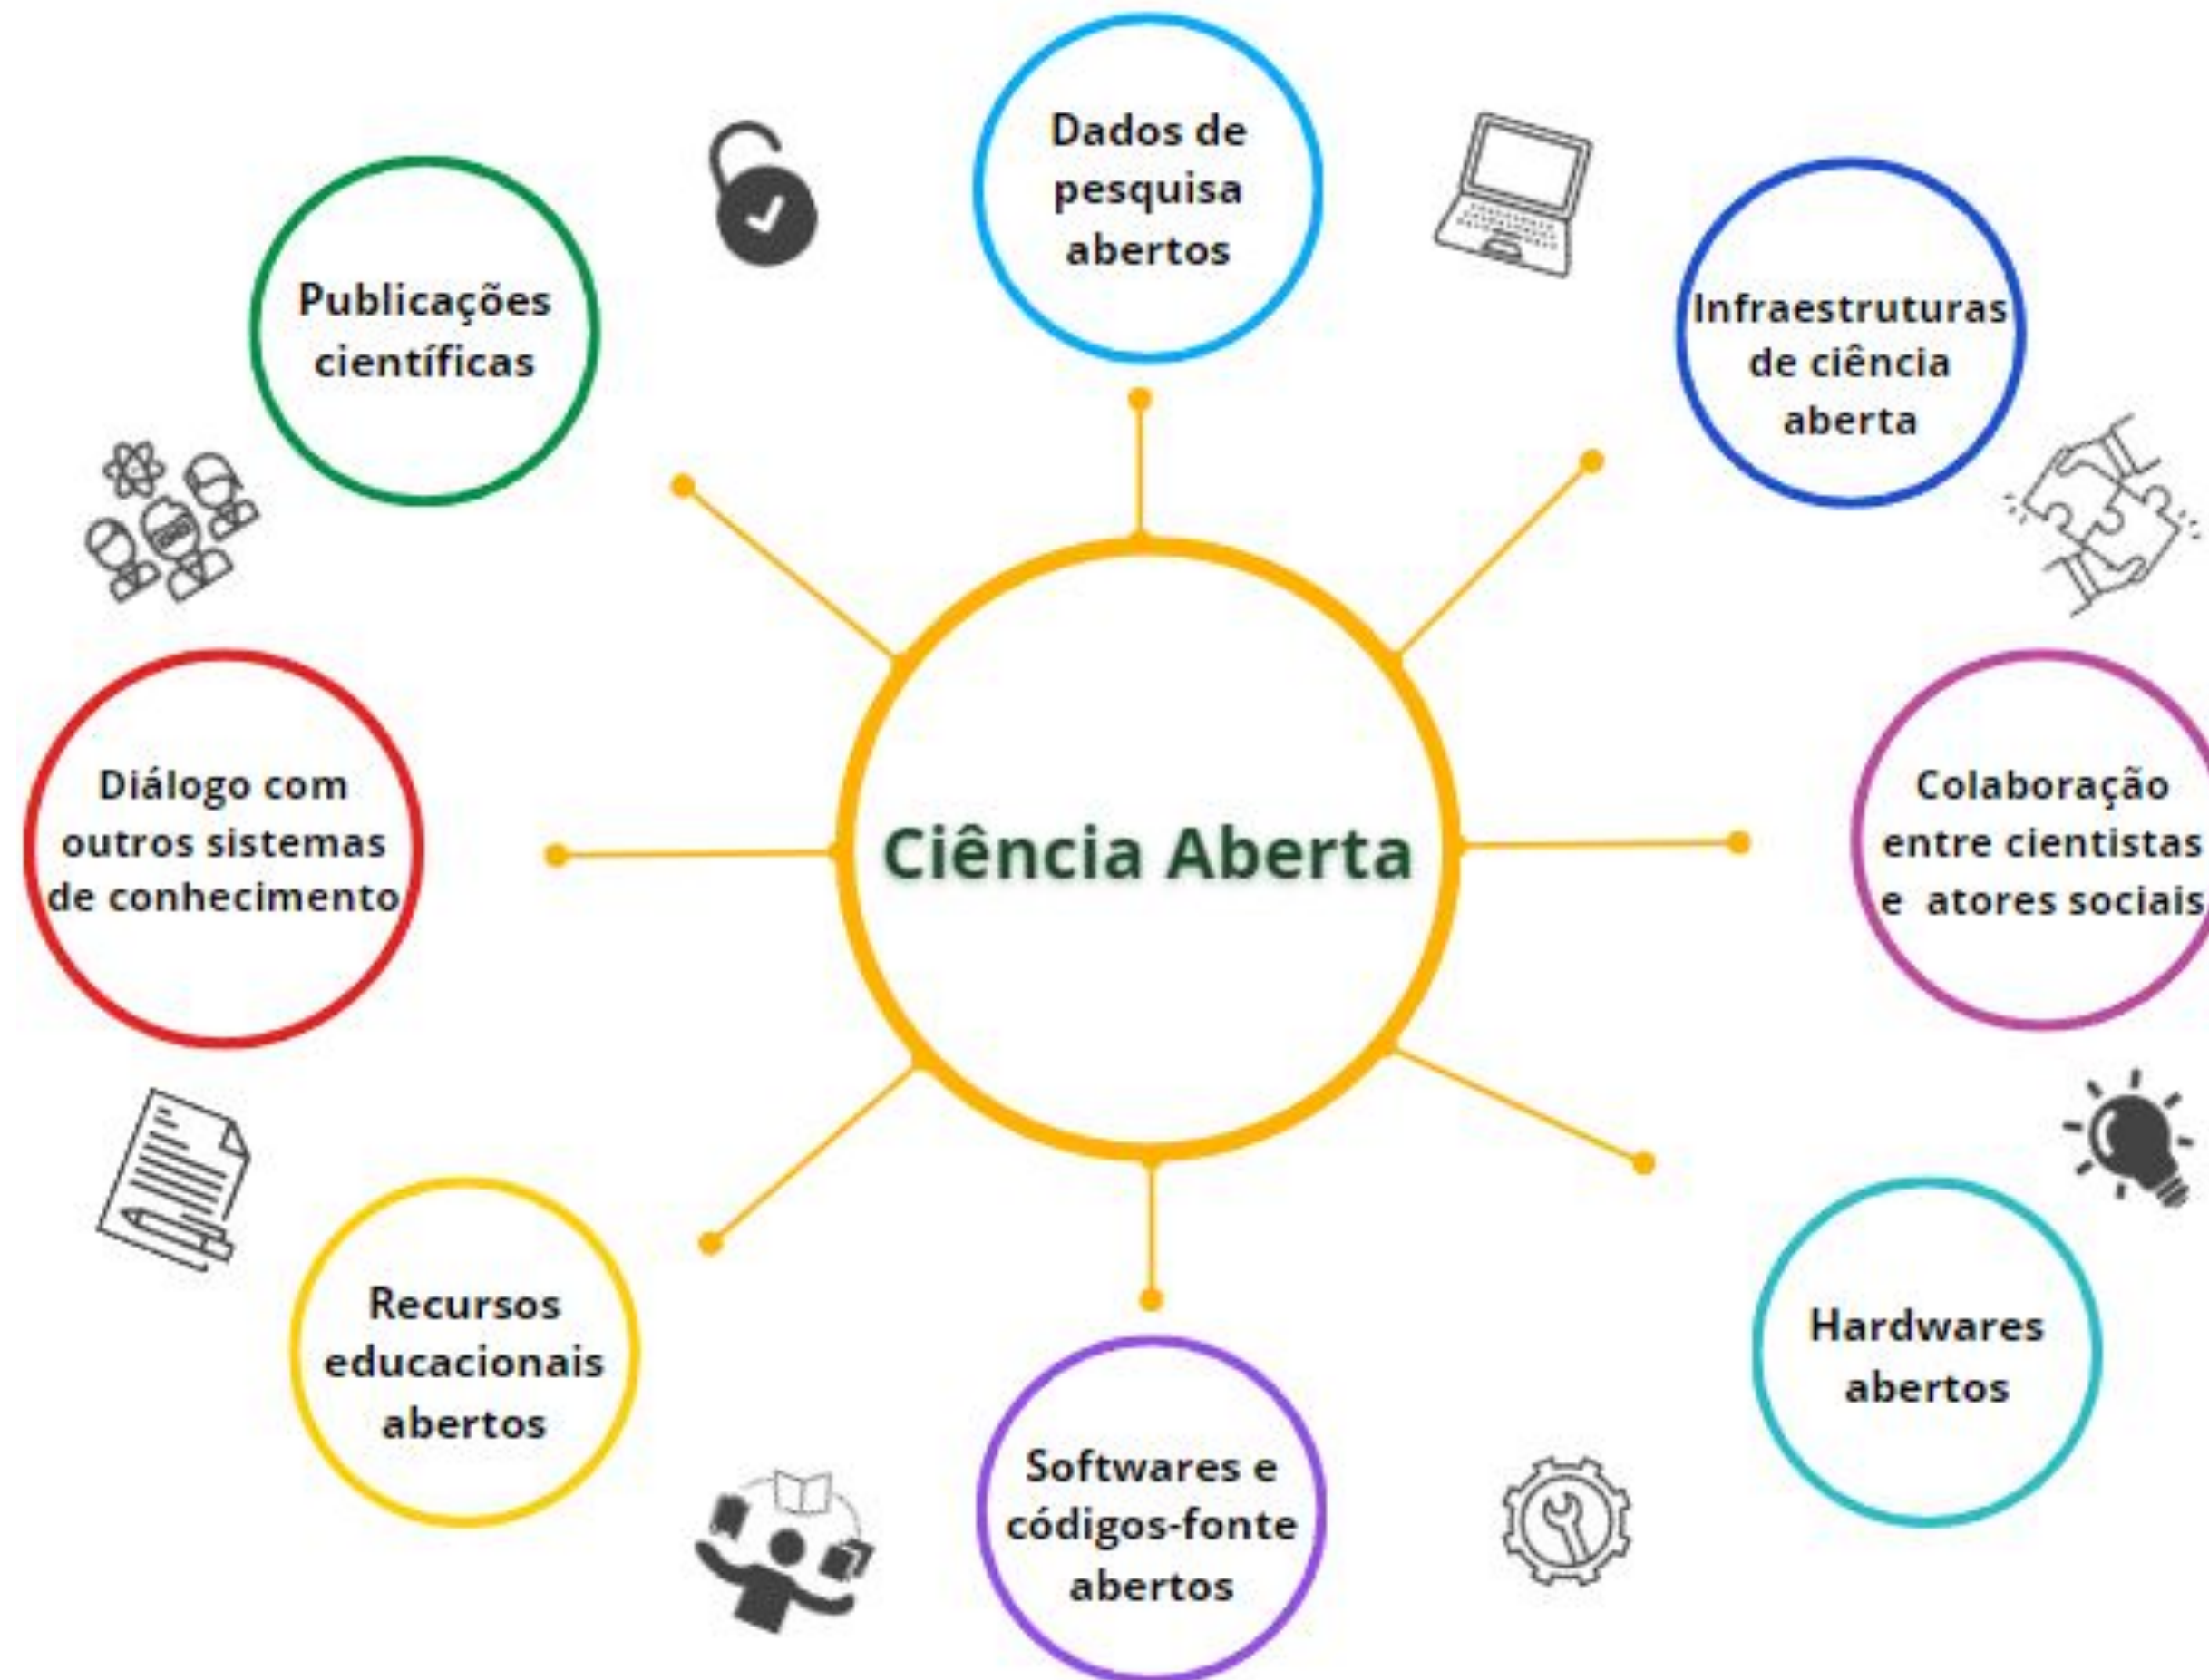 Dados de
pesquisa
abertos
Publicações
científicas
Infraestruturas
de ciência
aberta
Diálogo com
outros sistemas
de conhecimento
Ciência Aberta
Colaboração
entre cientistas
e atores sociais
Recursos
educacionais
abertos
Hardwares
abertos
Softwares e
códigos-fonte
abertos